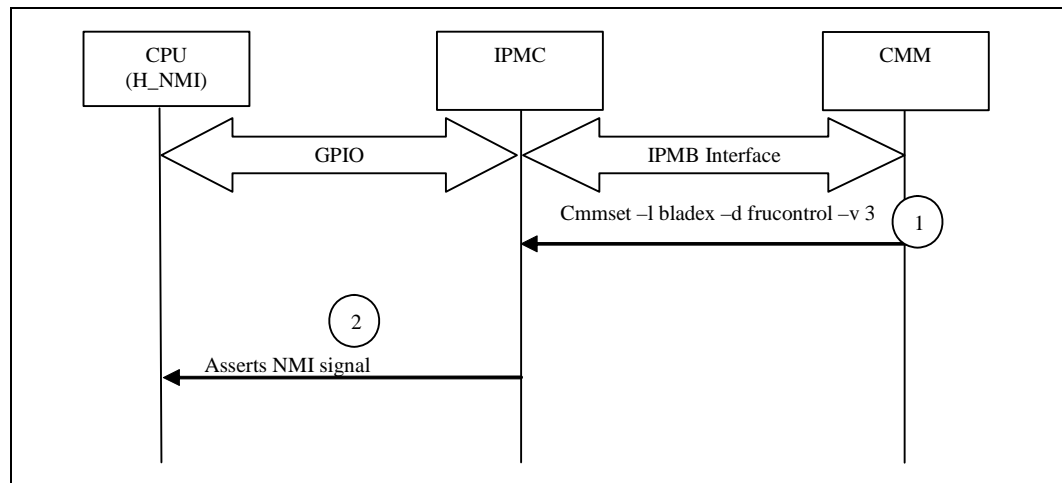 CPU
(H_NMI)
IPMC
CMM
GPIO
IPMB Interface
Cmmset –l bladex –d frucontrol –v 3
1
2
Asserts NMI signal